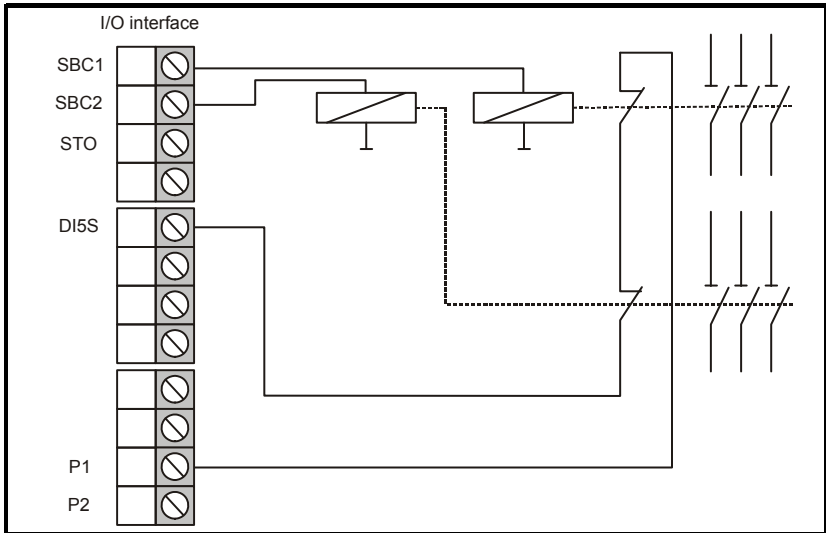 I/O interface
SBC1
SBC2
STO
DI5S
P1
P2